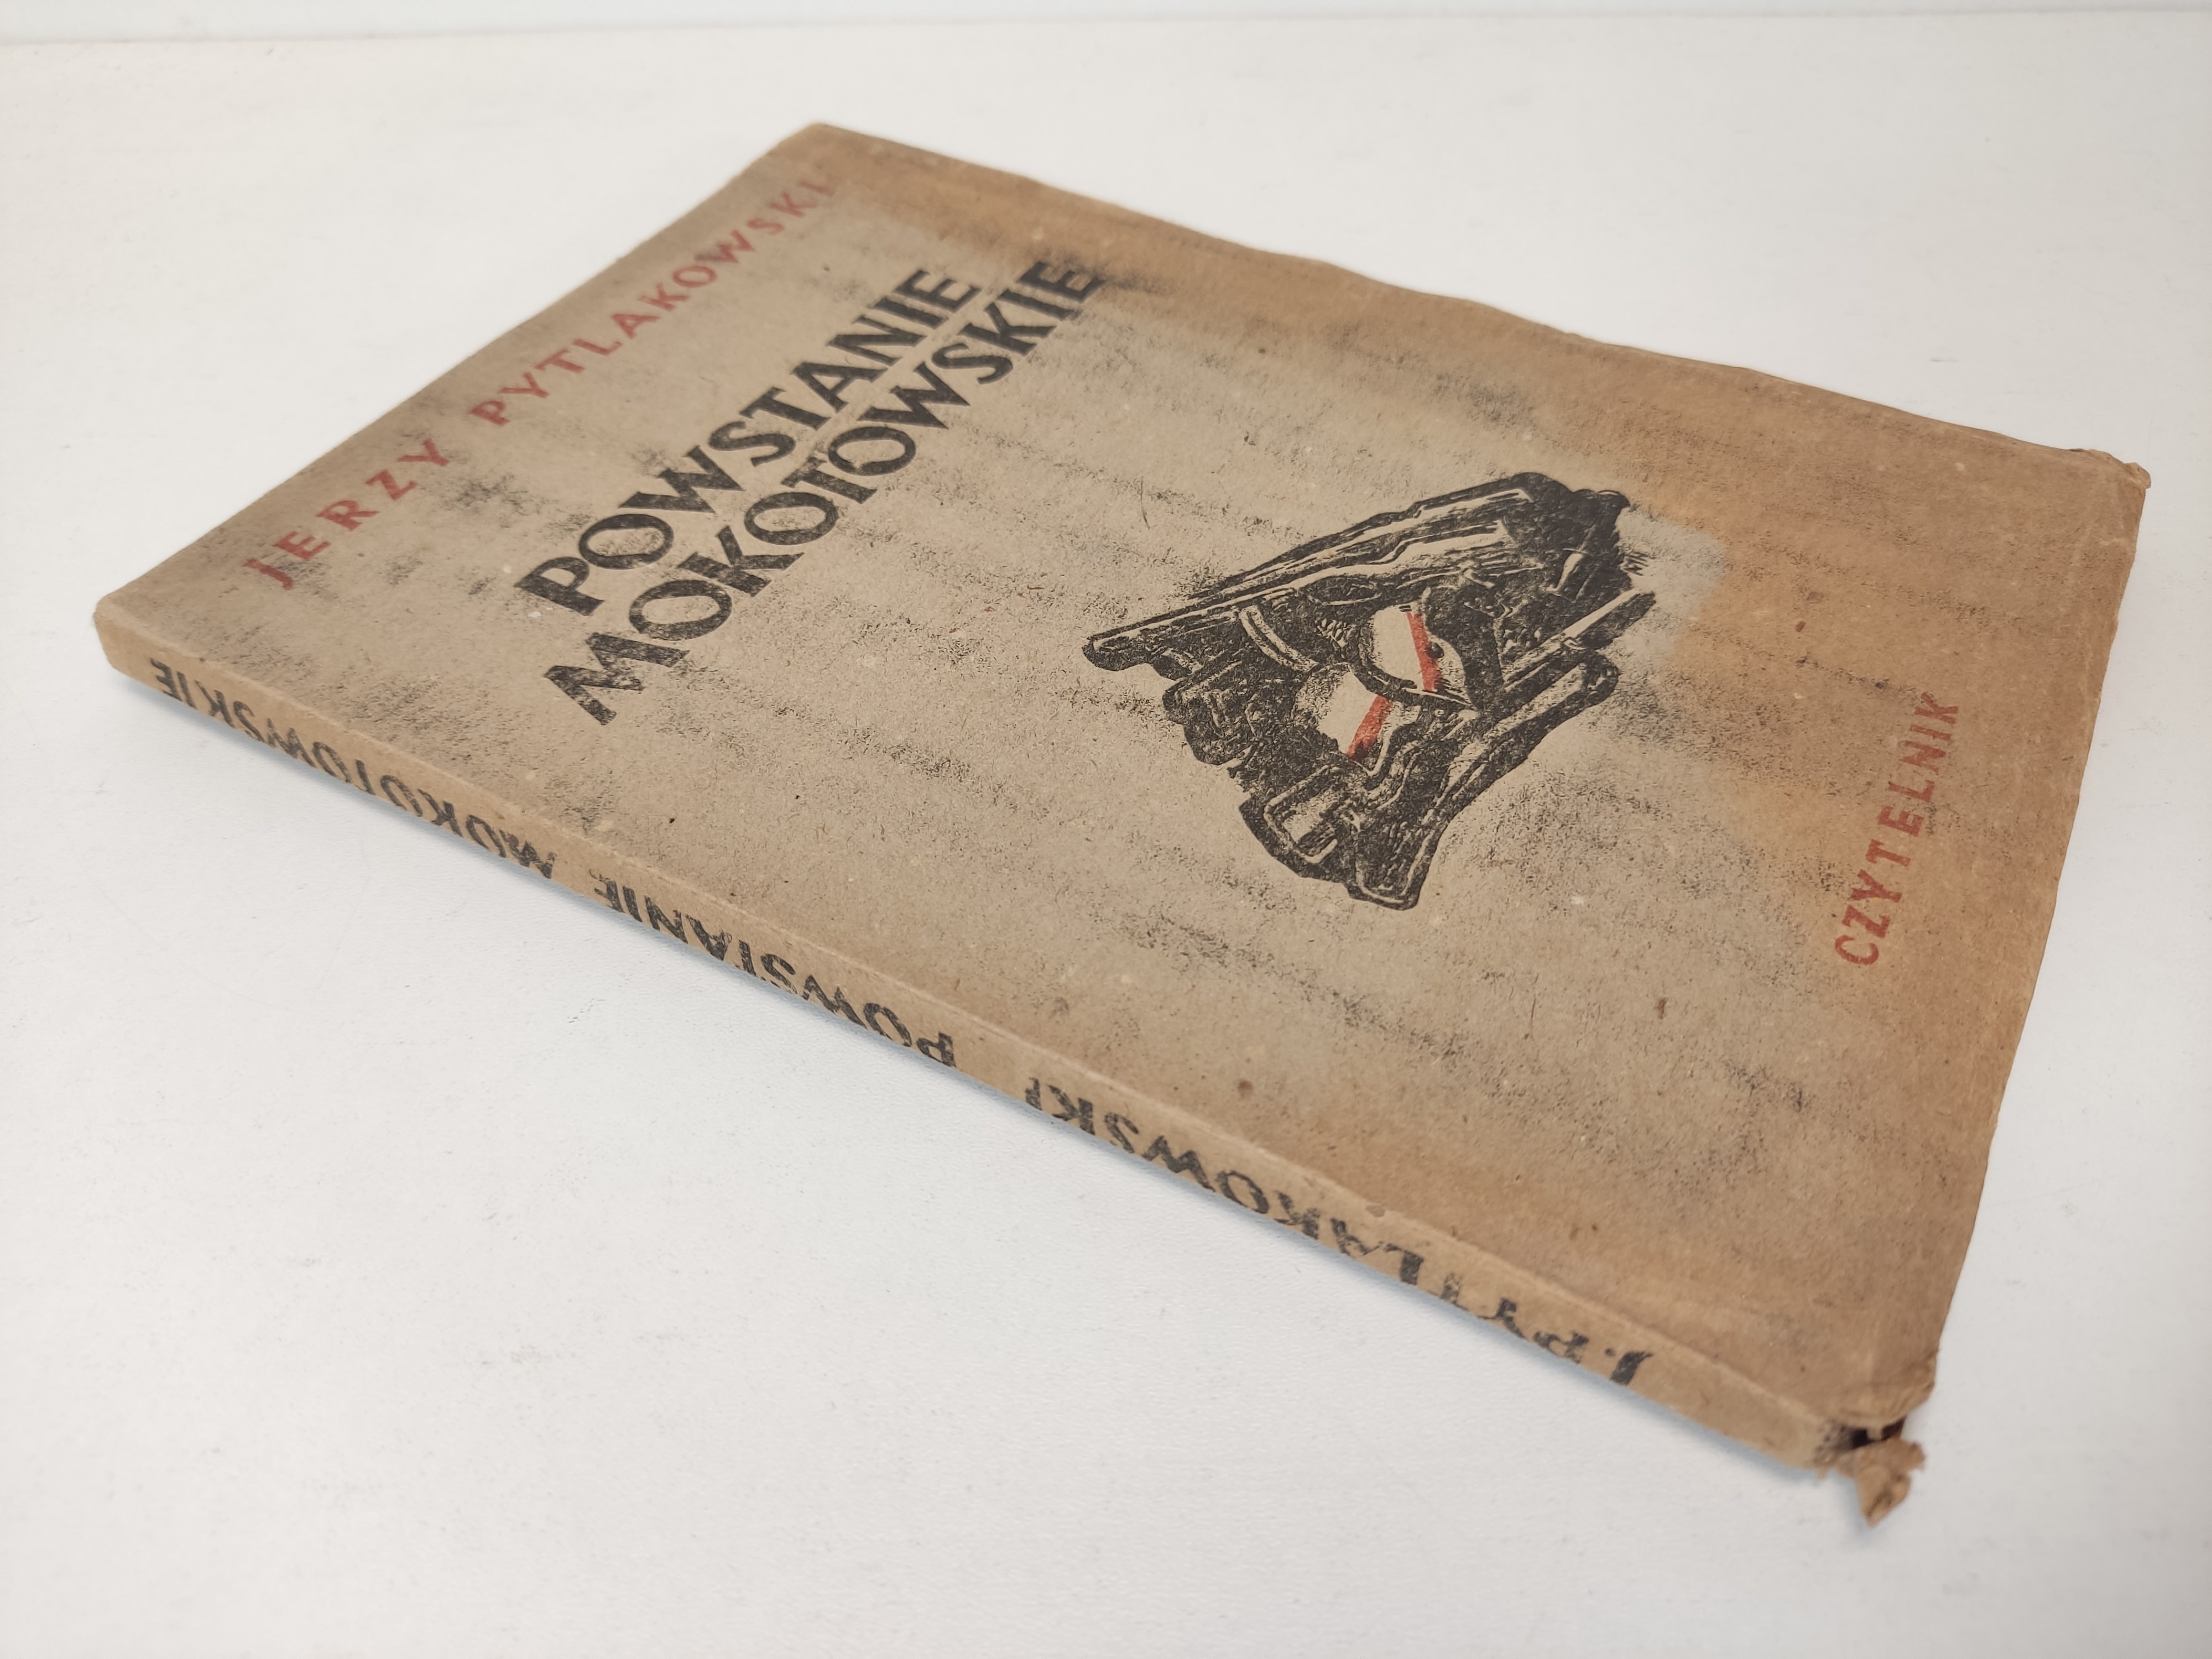 JERZY PYTLAKOWSKI
POWSTANIE
MOKOTOWSKIE
CZYTELNIK
J. PYTLAKOWSKI POWSTANIE MOKOTOWSKIE